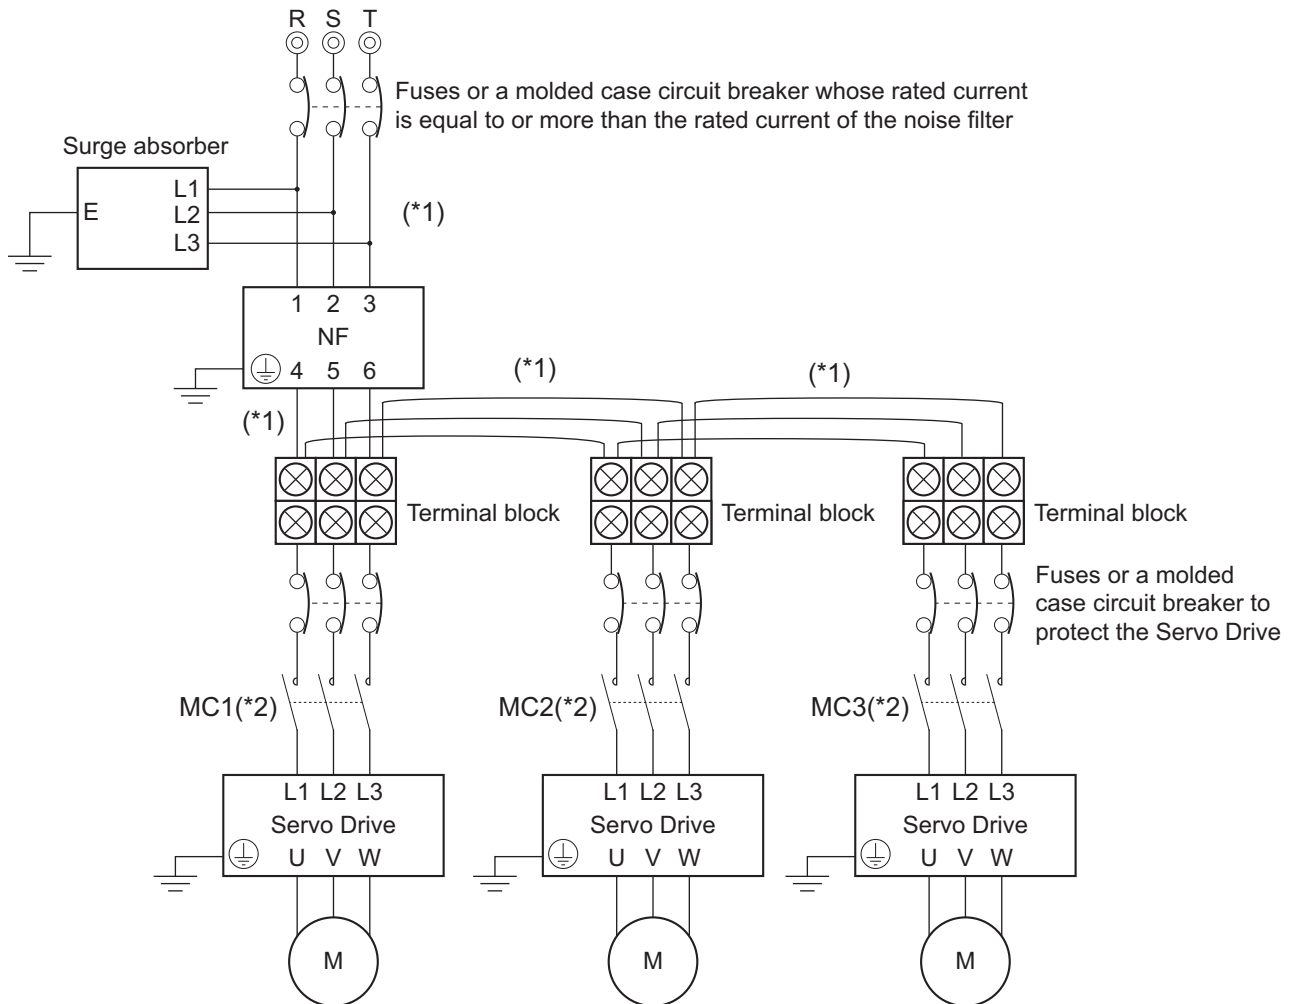 R S T
Fuses or a molded case circuit breaker whose rated current
is equal to or more than the rated current of the noise filter
Surge absorber
L1
E
L2
L3
(*1)
1 2 3
NF
4 5 6
(*1)
(*1)
(*1)
Terminal block
Terminal block
Terminal block
Fuses or a molded
case circuit breaker to
protect the Servo Drive
MC1(*2)
MC2(*2)
MC3(*2)
L1 L2 L3
Servo Drive
U V W
L1 L2 L3
Servo Drive
U V W
L1 L2 L3
Servo Drive
U V W
M
M
M